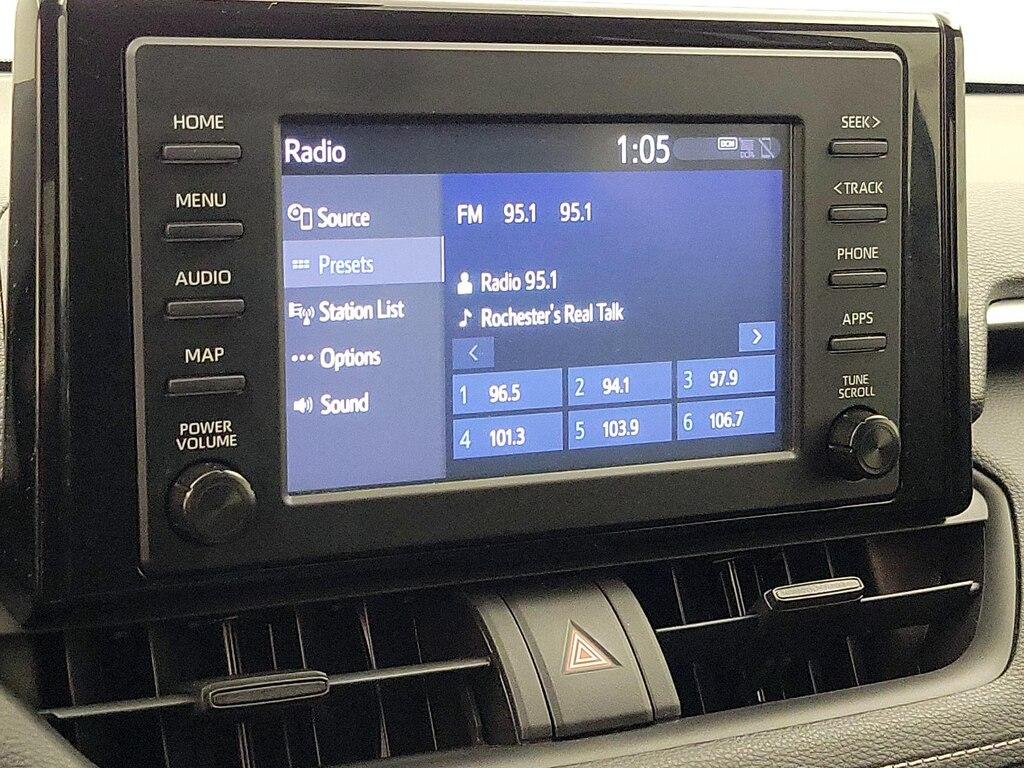 HOME
MENU
AUDIO
MAP
POWER
VOLUME
Radio
1:05
DCM
Source
Presets
Station List
Options
Sound
FM 95.1 95.1
Radio 95.1
Rochester's Real Talk
<
>
1 96.5
2 94.1
3 97.9
4 101.3
5 103.9
6 106.7
SEEK>
<TRACK
PHONE
APPS
TUNE
SCROLL